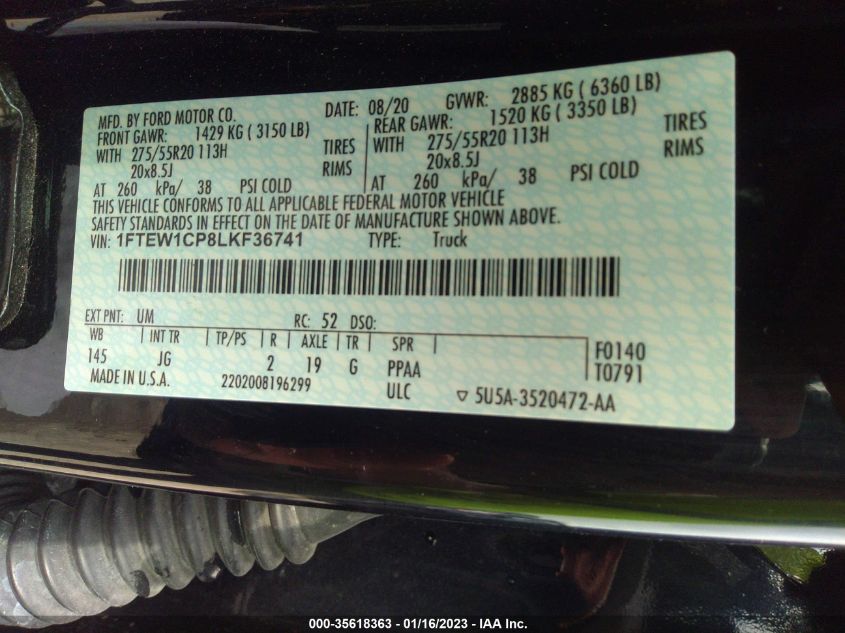 MFD. BY FORD MOTOR CO. DATE: 08/20 GVWR: 2885 KG ( 6360 LB)
FRONT GAWR: 1429 KG ( 3150 LB) REAR GAWR: 1520 KG ( 3350 LB)
WITH 275/55R20 113H TIRES WITH 275/55R20 113H TIRES
20x8.5J RIMS 20x8.5J RIMS
AT 260 kPa/ 38 PSI COLD AT 260 kPa/ 38 PSI COLD
THIS VEHICLE CONFORMS TO ALL APPLICABLE FEDERAL MOTOR VEHICLE
SAFETY STANDARDS IN EFFECT ON THE DATE OF MANUFACTURE SHOWN ABOVE.
VIN: 1FTEW1CP8LKF36741 TYPE: Truck
EXT PNT: UM RC: 52 DSO:
WB INT TR TP/PS R AXLE TR SPR F0140
145 JG 2 19 G PPAA T0791
MADE IN U.S.A. 2202008196299 ULC ▽ 5U5A-3520472-AA
000-35618363 - 01/16/2023 - IAA Inc.